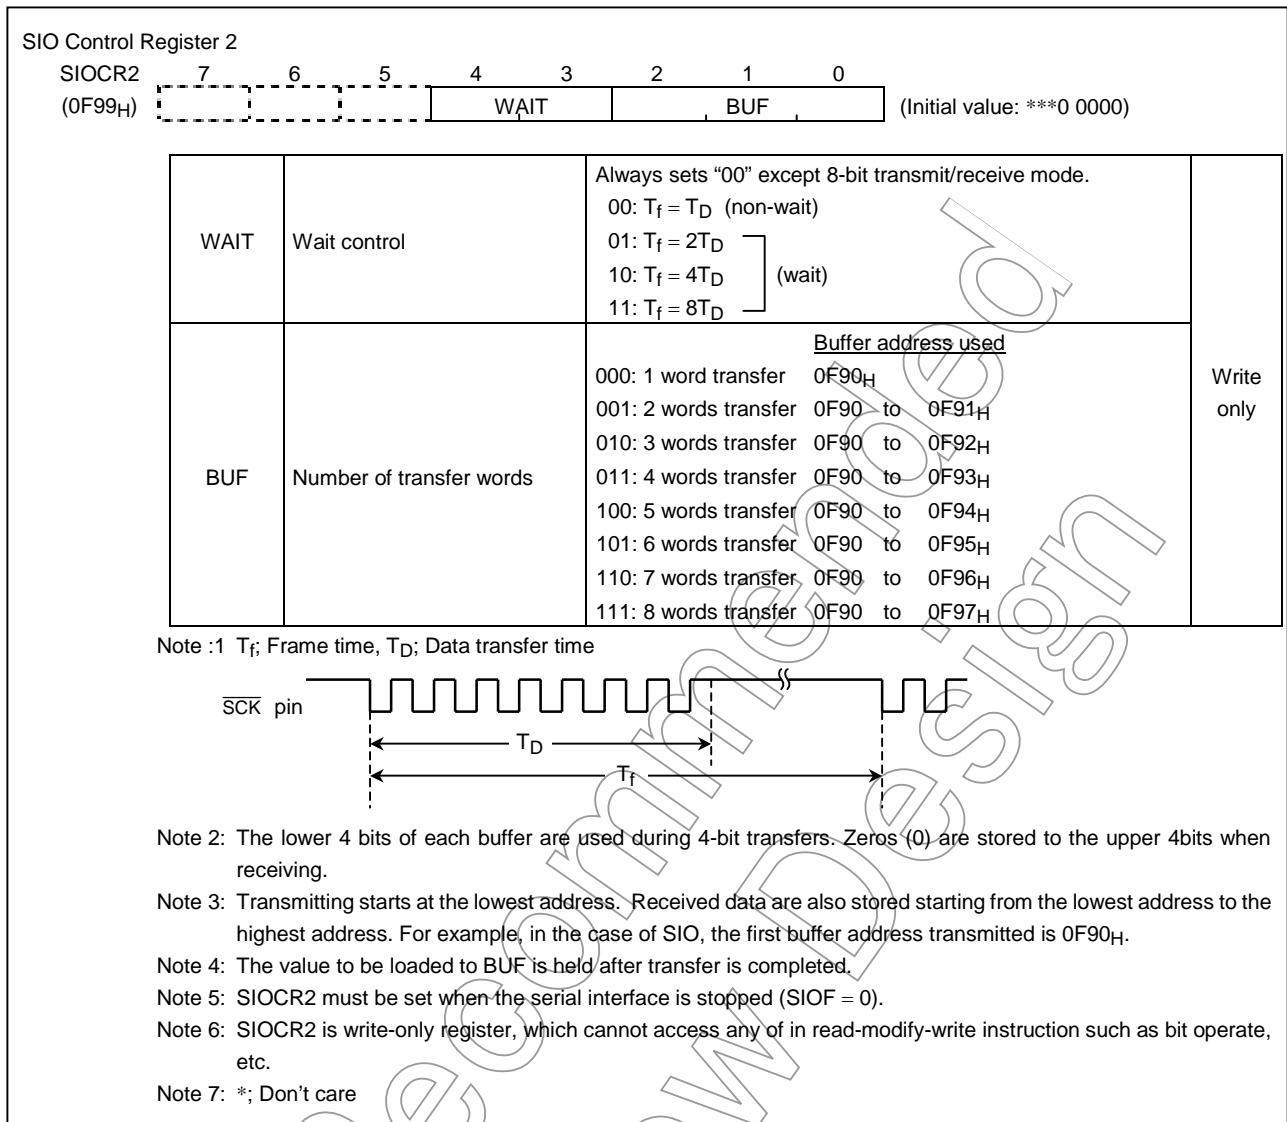 SIO Control Register 2
SIOCR2 7 6 5 4 3 2 1 0
(0F99H) WAIT BUF (Initial value: ***0 0000)
WAIT Wait control Always sets “00” except 8-bit transmit/receive mode.
00: Tf = TD (non-wait)
01: Tf = 2TD
10: Tf = 4TD (wait)
11: Tf = 8TD
Write only
BUF Number of transfer words
Buffer address used
000: 1 word transfer 0F90H
001: 2 words transfer 0F90 to 0F91H
010: 3 words transfer 0F90 to 0F92H
011: 4 words transfer 0F90 to 0F93H
100: 5 words transfer 0F90 to 0F94H
101: 6 words transfer 0F90 to 0F95H
110: 7 words transfer 0F90 to 0F96H
111: 8 words transfer 0F90 to 0F97H
Note :1 Tf; Frame time, TD; Data transfer time
SCK pin
TD
Tf
Note 2: The lower 4 bits of each buffer are used during 4-bit transfers. Zeros (0) are stored to the upper 4bits when
receiving.
Note 3: Transmitting starts at the lowest address. Received data are also stored starting from the lowest address to the
highest address. For example, in the case of SIO, the first buffer address transmitted is 0F90H.
Note 4: The value to be loaded to BUF is held after transfer is completed.
Note 5: SIOCR2 must be set when the serial interface is stopped (SIOF = 0).
Note 6: SIOCR2 is write-only register, which cannot access any of in read-modify-write instruction such as bit operate,
etc.
Note 7: *; Don’t care
ecommended
w Design